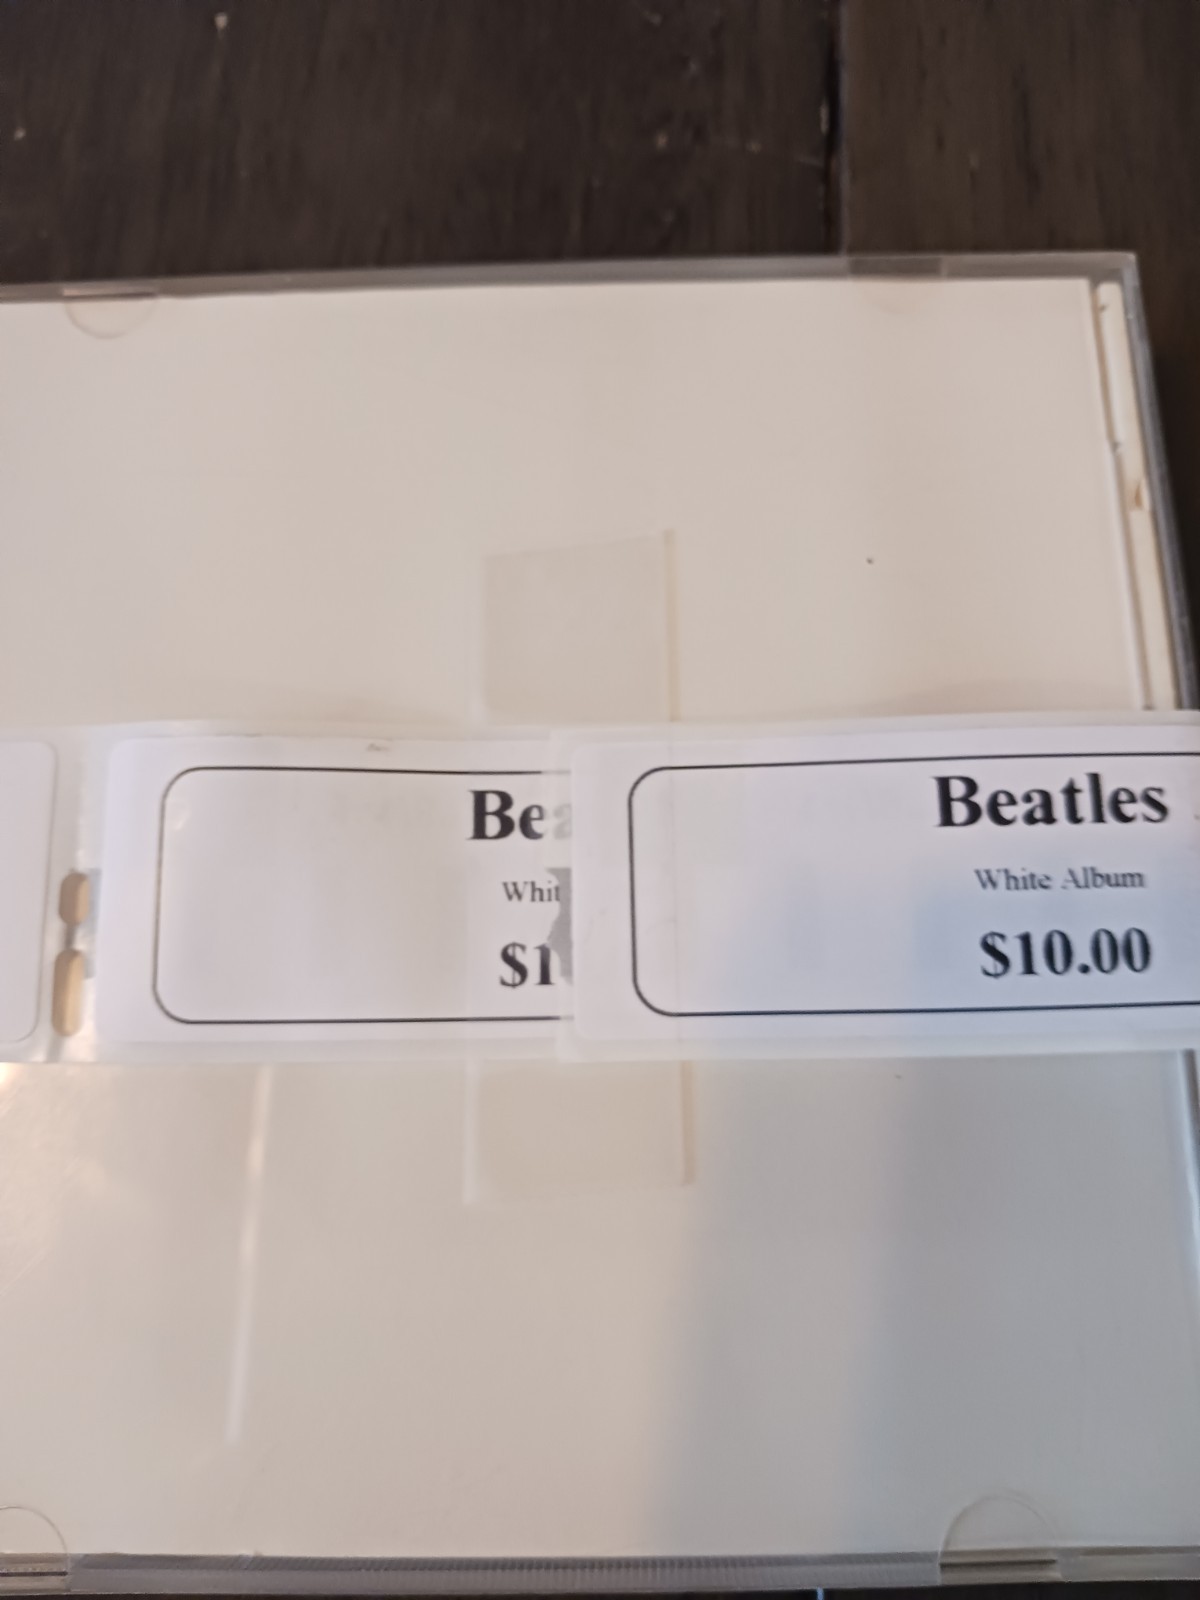 Be
Whit
$1
Beatles
White Album
$10.00